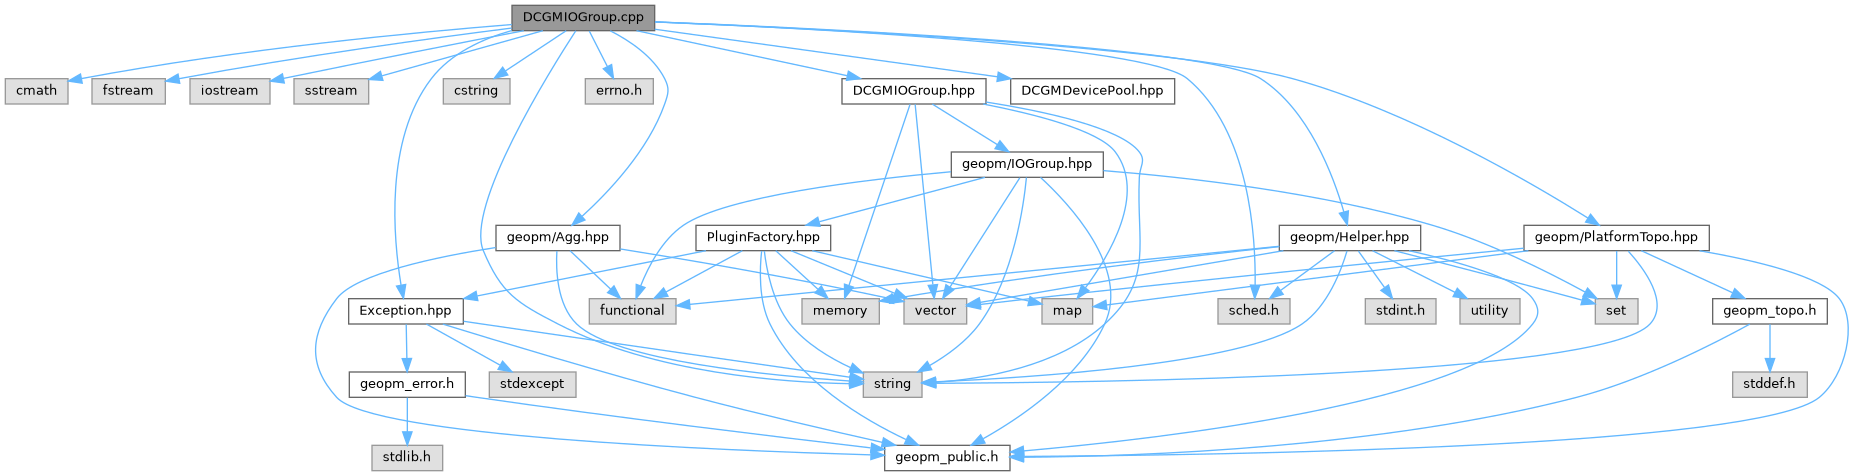 DCGMIOGroup.cpp
cmath
fstream
iostream
sstream
cstring
errno.h
DCGMIOGroup.hpp
DCGMDevicePool.hpp
geopm/IOGroup.hpp
geopm/Agg.hpp
PluginFactory.hpp
geopm/Helper.hpp
geopm/PlatformTopo.hpp
Exception.hpp
functional
memory
vector
map
sched.h
stdint.h
utility
set
geopm_topo.h
geopm_error.h
stdexcept
string
stddef.h
stdlib.h
geopm_public.h